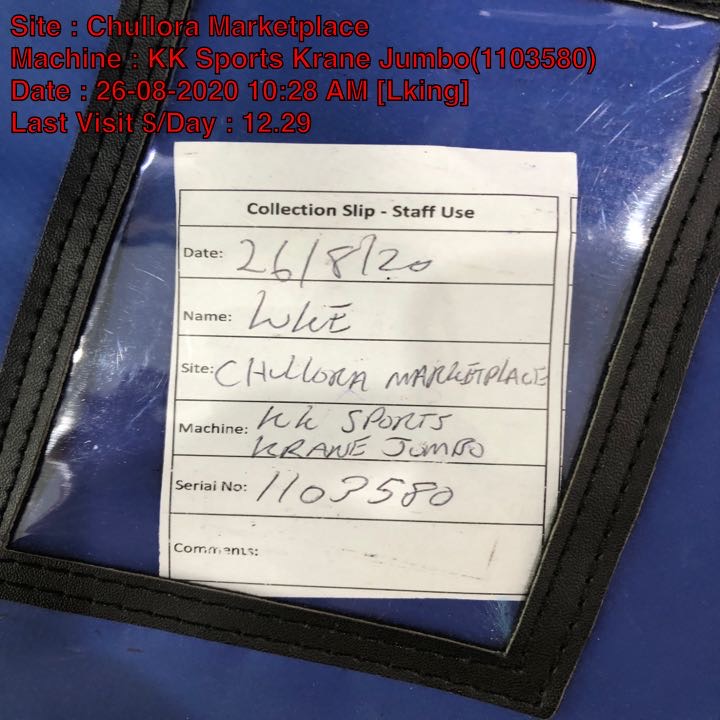 Site : Chullora Marketplace
Machine : KK Sports Krane Jumbo(1103580)
Date : 26-08-2020 10:28 AM [Lking]
Last Visit $/Day : 12.29
Collection Slip - Staff Use
Date: 26/8/20
Name: LUKE
Site: CHULLORA MARKETPLACE
Machine: KK SPORTS
KRANE JUMBO
Serial No: 1103580
Comments: